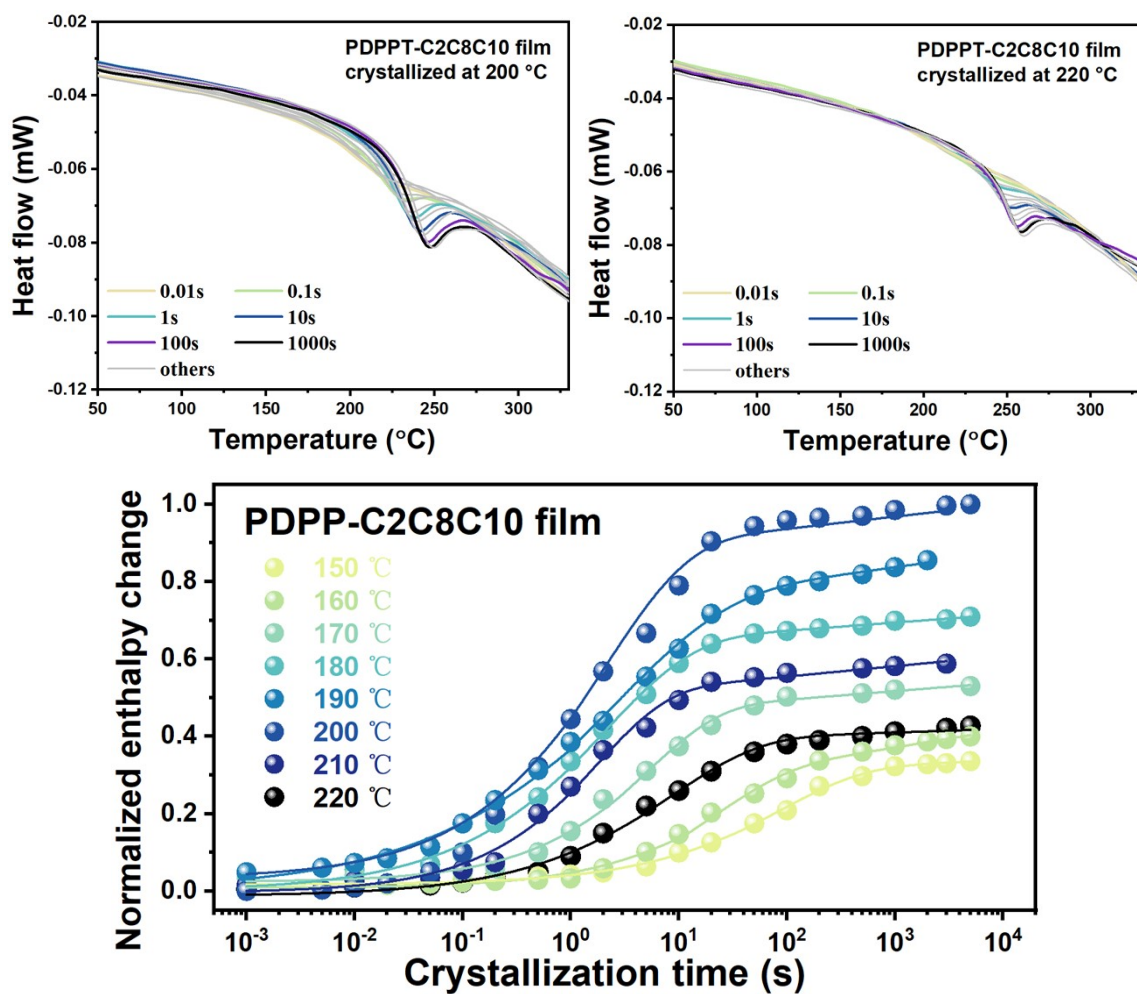 PDPPT-C2C8C10 film
crystallized at 200 °C
Heat flow (mW)
-0.02
-0.04
-0.06
-0.08
-0.10
-0.12
0.01s
0.1s
1s
10s
100s
1000s
others
50
100
150
200
250
300
Temperature (°C)
PDPPT-C2C8C10 film
crystallized at 220 °C
Heat flow (mW)
-0.02
-0.04
-0.06
-0.08
-0.10
-0.12
0.01s
0.1s
1s
10s
100s
1000s
others
50
100
150
200
250
300
Temperature (°C)
PDPP-C2C8C10 film
Normalized enthalpy change
1.0
0.8
0.6
0.4
0.2
0.0
150 ℃
160 ℃
170 ℃
180 ℃
190 ℃
200 ℃
210 ℃
220 ℃
10⁻³
10⁻²
10⁻¹
10⁰
10¹
10²
10³
10⁴
Crystallization time (s)